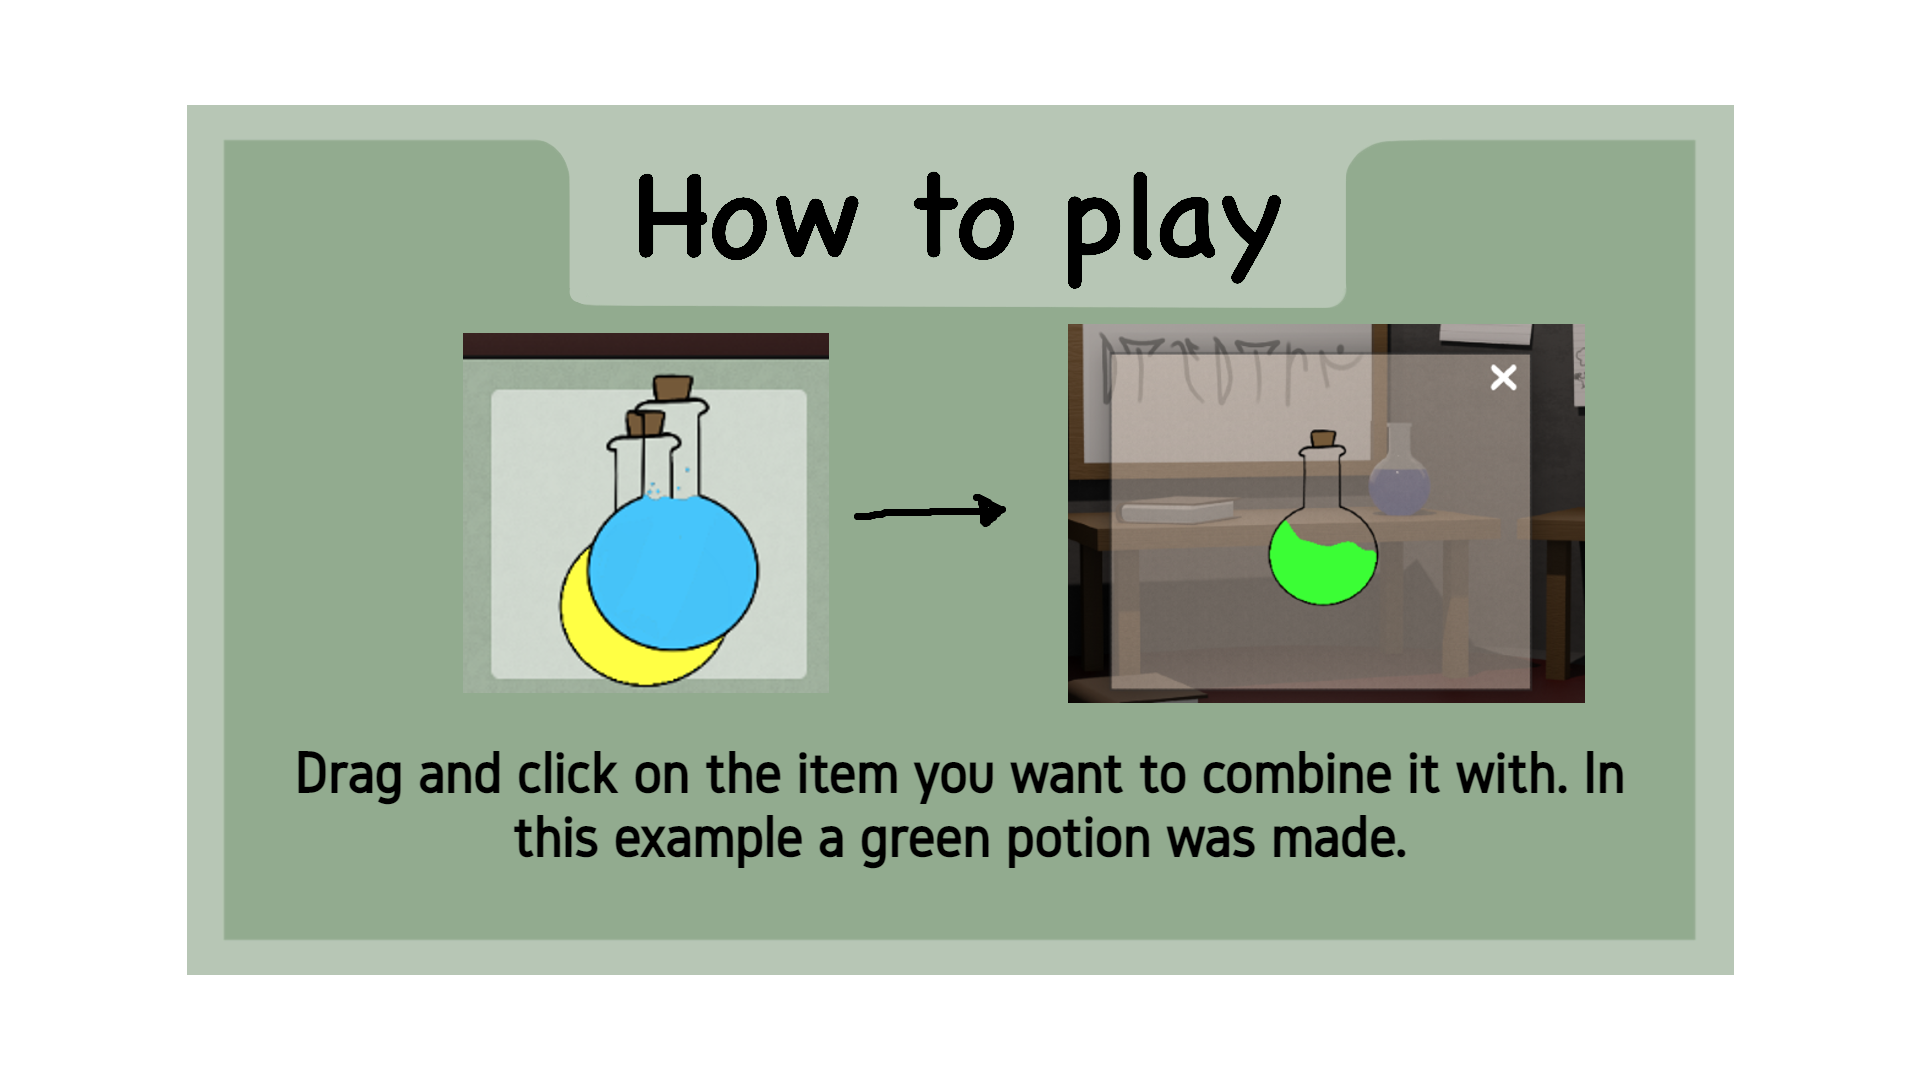 How to play
Drag and click on the item you want to combine it with. In
this example a green potion was made.